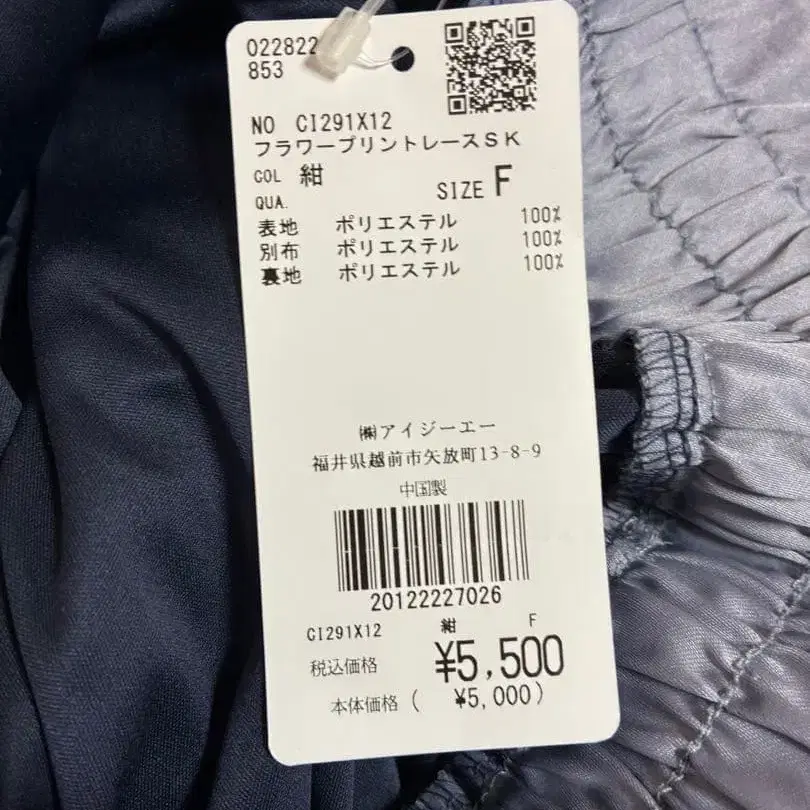 022822
853
NO CI291X12
フラワープリントレースSK
COL 紺
QUA. SIZE F
表地 ポリエステル 100%
別布 ポリエステル 100%
裏地 ポリエステル 100%
㈱アイジーエー
福井県越前市矢放町13-8-9
中国製
20122227026
CI291X12 紺 F
税込価格 ¥5,500
本体価格( ¥5,000)